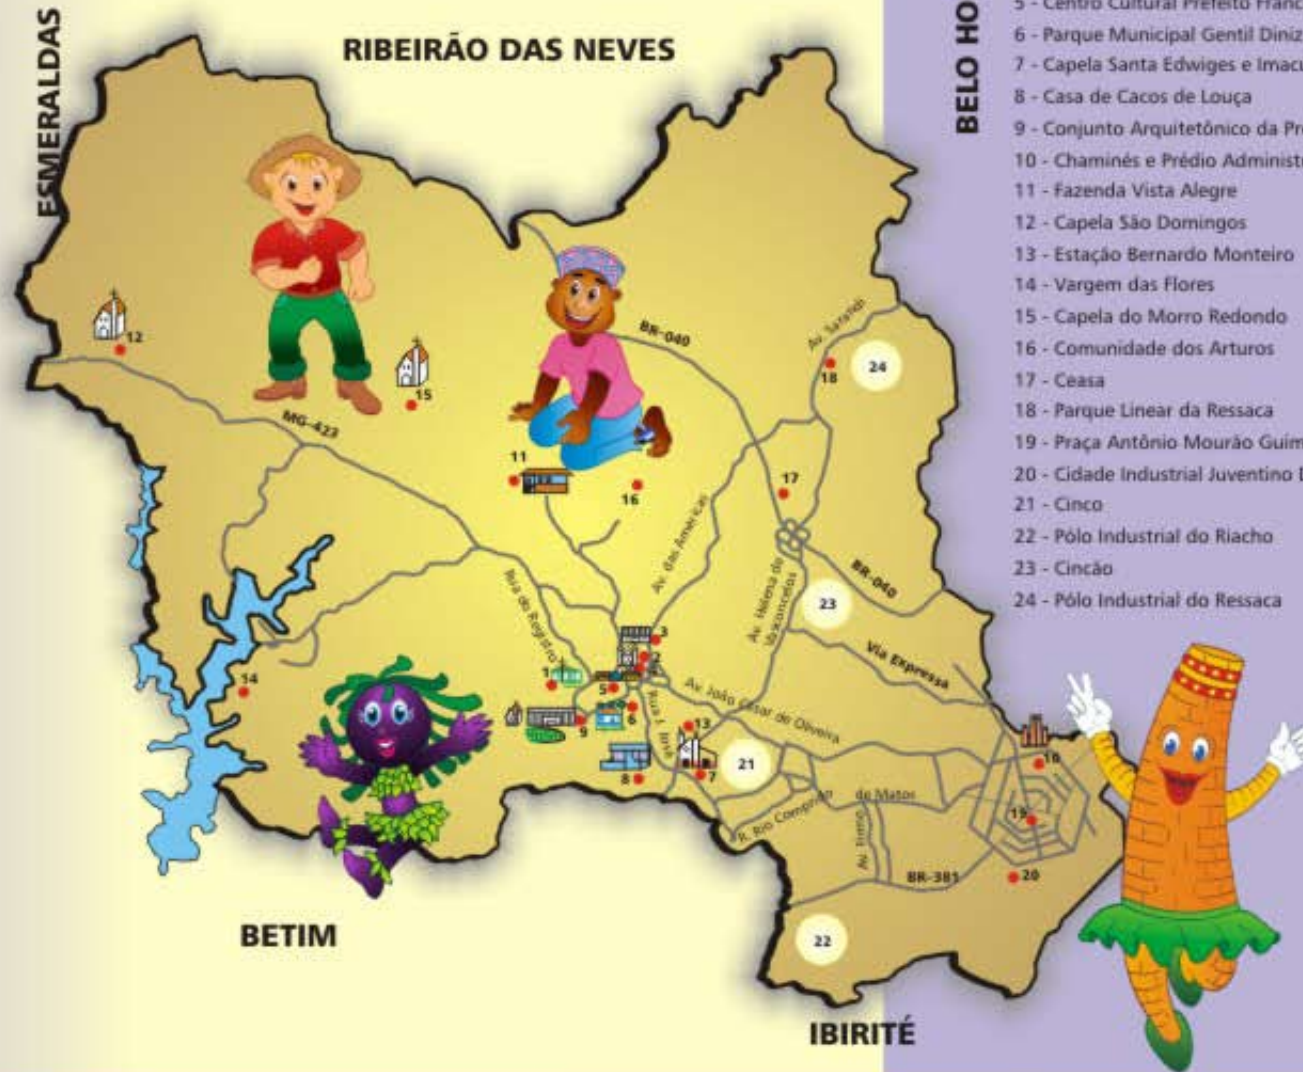 ESMERALDAS
RIBEIRÃO DAS NEVES
BELO HO
5 - Centro Cultural Prefeito Franc
6 - Parque Municipal Gentil Diniz
7 - Capela Santa Edwiges e Imacu
8 - Casa de Cacos de Louça
9 - Conjunto Arquitetônico da Pre
10 - Chaminés e Prédio Administr
11 - Fazenda Vista Alegre
12 - Capela São Domingos
13 - Estação Bernardo Monteiro
14 - Vargem das Flores
15 - Capela do Morro Redondo
16 - Comunidade dos Arturos
17 - Ceasa
18 - Parque Linear da Ressaca
19 - Praça Antônio Mourão Guim
20 - Cidade Industrial Juventino D
21 - Cinco
22 - Pólo Industrial do Riacho
23 - Cincão
24 - Pólo Industrial do Ressaca
12
15
MG-423
BR-040
Av. Sarandi
18
24
11
16
17
Av. das Américas
BR-040
23
Av. Helena de
Vasconcelos
Via Expressa
Registro
3
2
1
5
6
9
14
Av. João César de Oliveira
Rua J. José
13
7
8
21
10
19
20
R. Rio Comprido
de Matos
Av. Firmo
BR-381
22
BETIM
IBIRITÉ